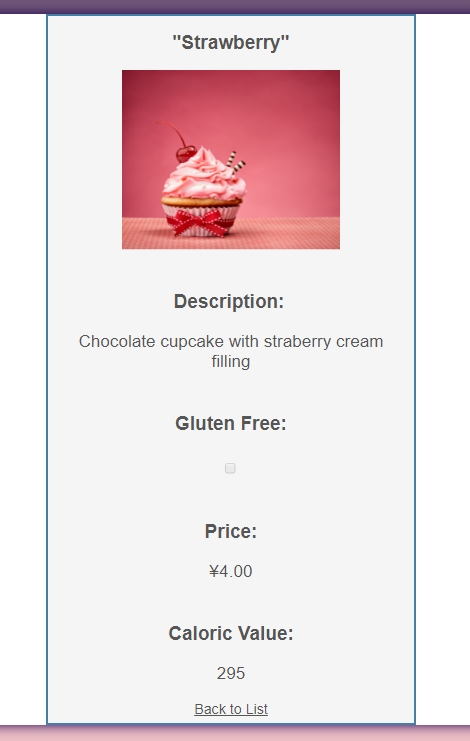 "Strawberry"
Description:
Chocolate cupcake with straberry cream
filling
Gluten Free:
Price:
¥4.00
Caloric Value:
295
Back to List